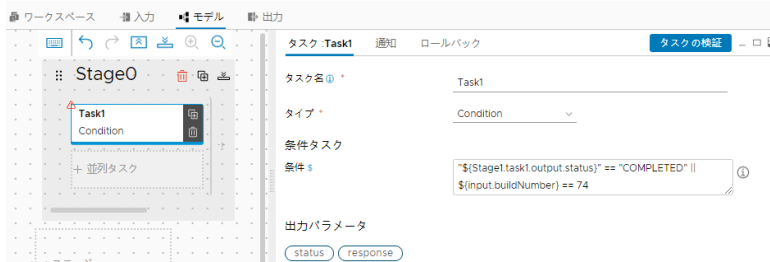 ワークスペース 入力 モデル 出力
タスク :Task1 通知 ロールバック タスクの検証
Stage0
タスク名 *
Task1
タイプ *
Condition
Task1
Condition
条件タスク
+ 並列タスク
条件 $
"${Stage1.task1.output.status}" == "COMPLETED" ||
${input.buildNumber} == 74
出力パラメータ
status response